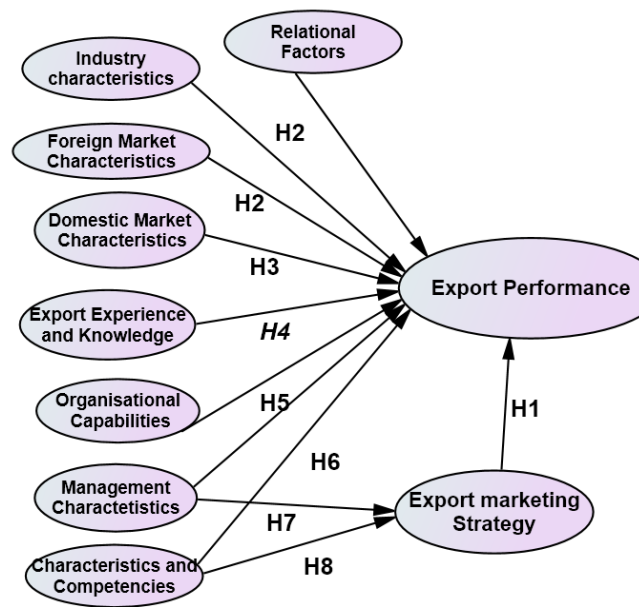 Relational
Factors
Industry
characteristics
H2
Foreign Market
Characteristics
H2
Domestic Market
Characteristics
H3
Export Performance
Export Experience
and Knowledge
H4
Organisational
Capabilities
H5
H1
H6
Management
Charactetistics
Export marketing
Strategy
H7
Characteristics and
Competencies
H8